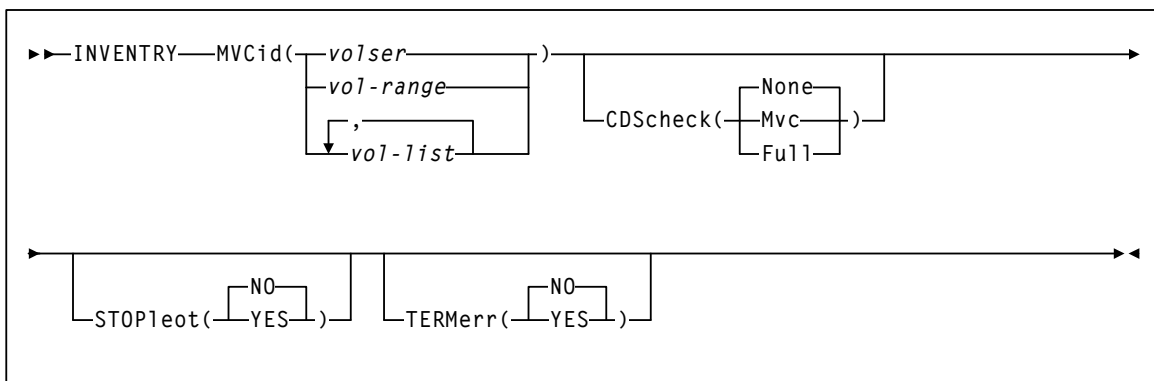 INVENTRY MVCid( volser )
vol-range
,
vol-list
CDScheck( None
Mvc )
Full
STOPleot( NO
YES )
TERMerr( NO
YES )